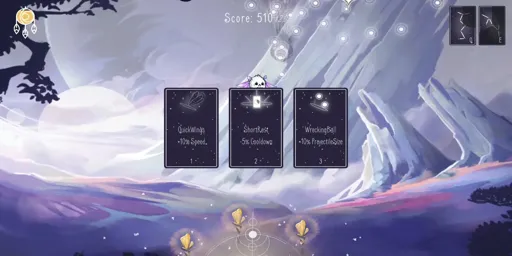 Score: 510
QuickWings
+10% Speed
1
ShortRest
-5% Cooldown
2
WreckingBall
+10% ProjectileSize
3